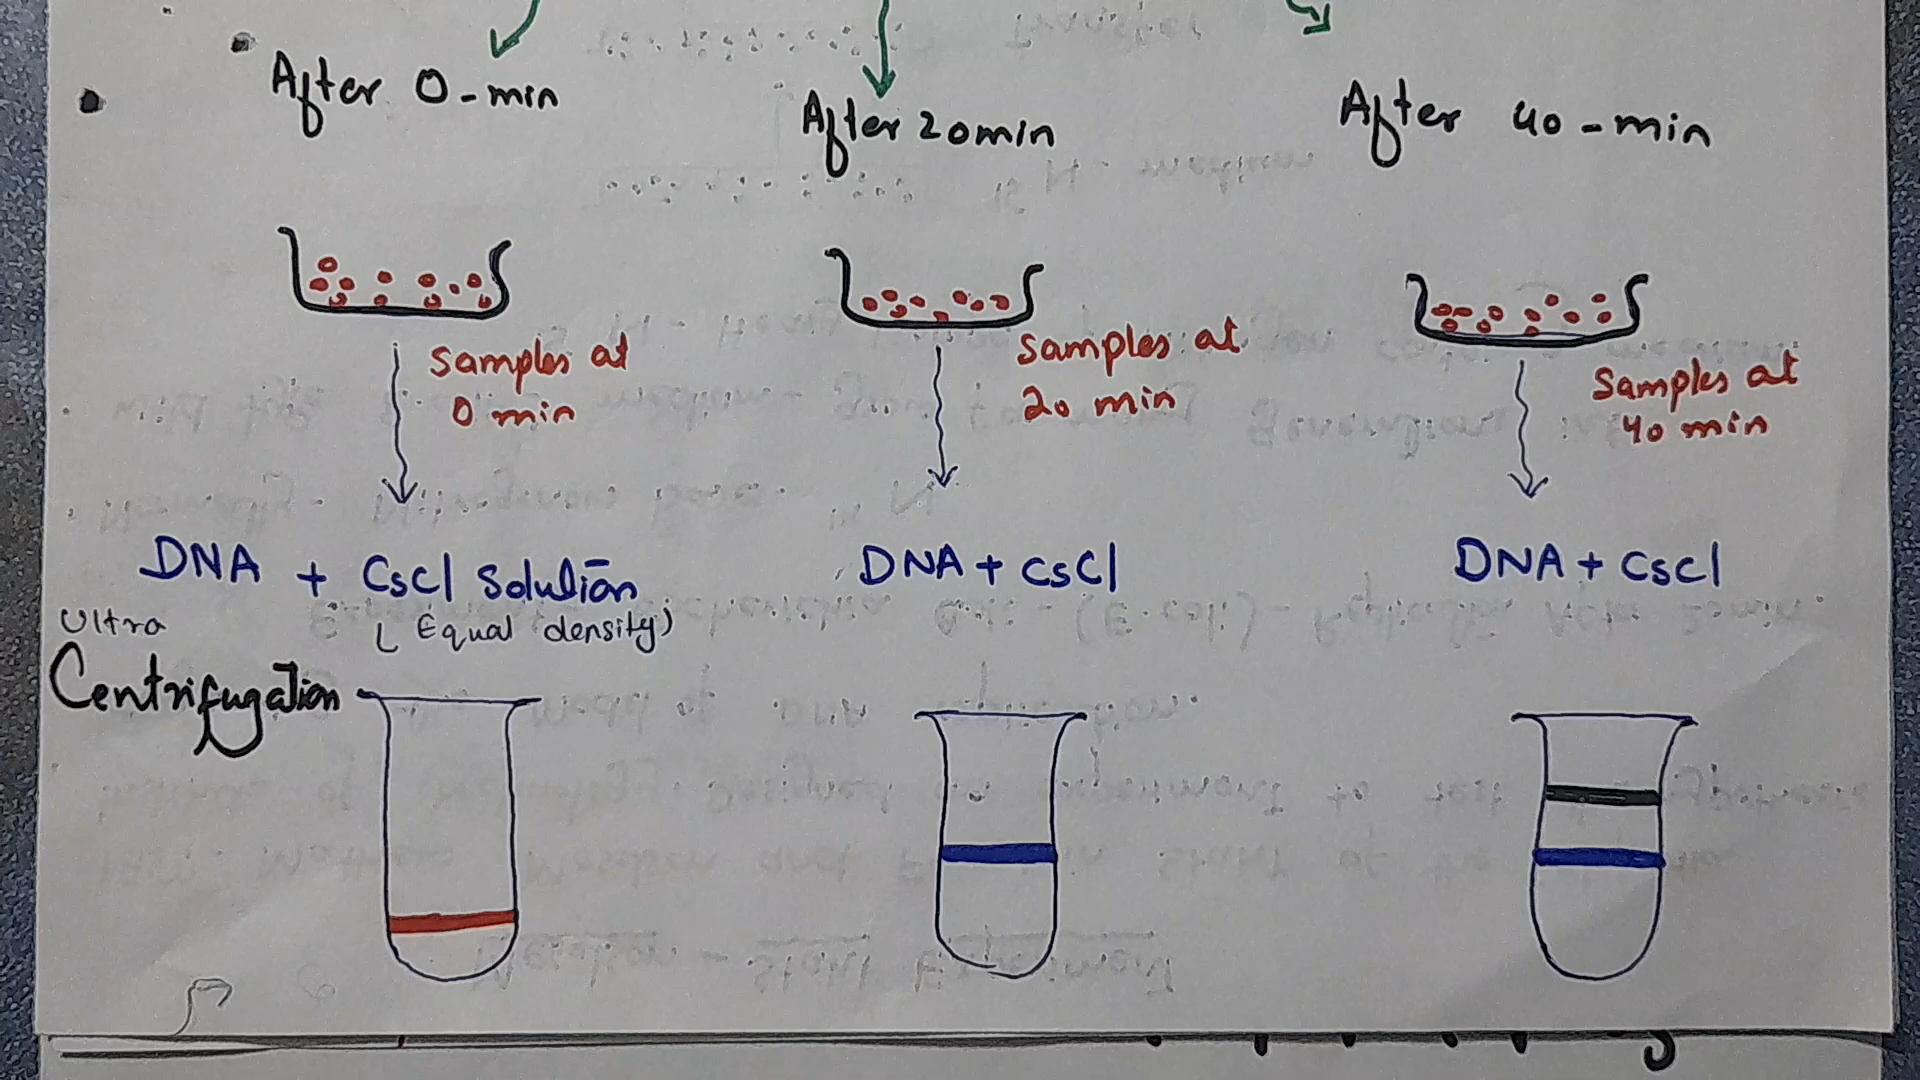 After 0-min
After 20min
After 40-min
Samples at
0 min
Samples at
20 min
Samples at
40 min
DNA + CsCl Solution
(Equal density)
DNA + CsCl
DNA + CsCl
Ultra
Centrifugation